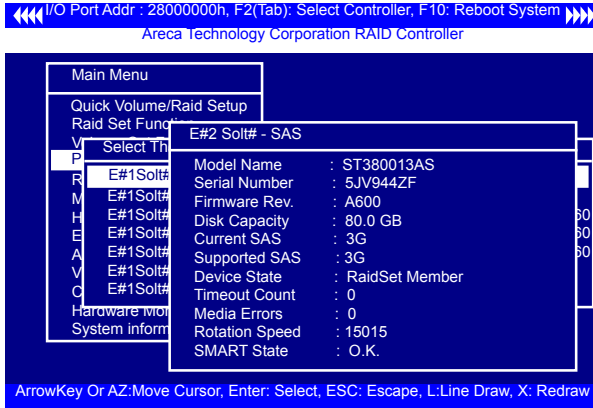 I/O Port Addr : 28000000h, F2(Tab): Select Controller, F10: Reboot System
Areca Technology Corporation RAID Controller
Main Menu
Quick Volume/Raid Setup
Raid Set Function
V
P
R
M
H
E
A
V
C
Hardware Mon
System inform
Select Th
E#1Solt#
E#1Solt#
E#1Solt#
E#1Solt#
E#1Solt#
E#1Solt#
E#1Solt#
60
60
60
E#2 Solt# - SAS
Model Name : ST380013AS
Serial Number : 5JV944ZF
Firmware Rev. : A600
Disk Capacity : 80.0 GB
Current SAS : 3G
Supported SAS : 3G
Device State : RaidSet Member
Timeout Count : 0
Media Errors : 0
Rotation Speed : 15015
SMART State : O.K.
ArrowKey Or AZ:Move Cursor, Enter: Select, ESC: Escape, L:Line Draw, X: Redraw